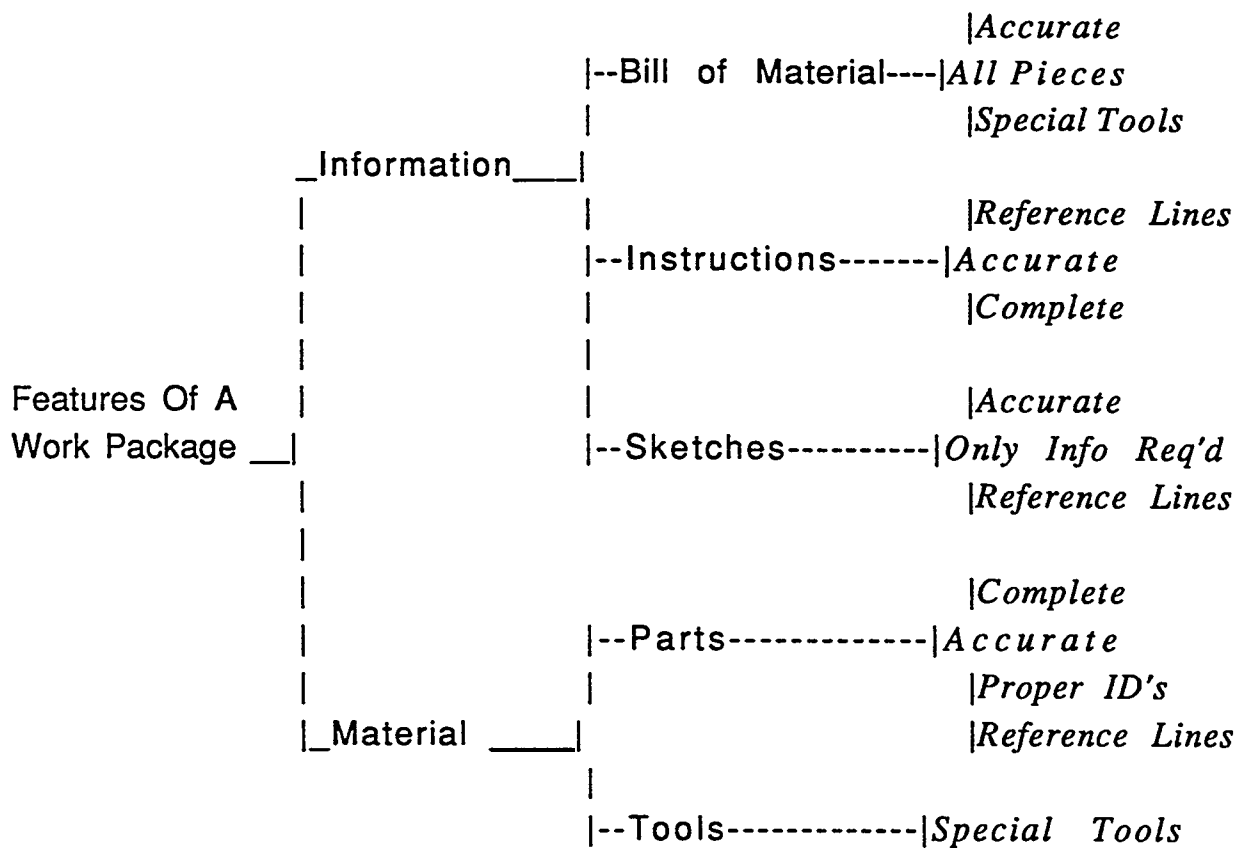 |Accurate
|--Bill of Material----|All Pieces
|Special Tools
_Information___|
|Reference Lines
|--Instructions-------|Accurate
|Complete
Features Of A
|Accurate
Work Package __|
|--Sketches----------|Only Info Req'd
|Reference Lines
|Complete
|--Parts-------------|Accurate
|Proper ID's
|_Material ____|
|Reference Lines
|--Tools-------------|Special Tools